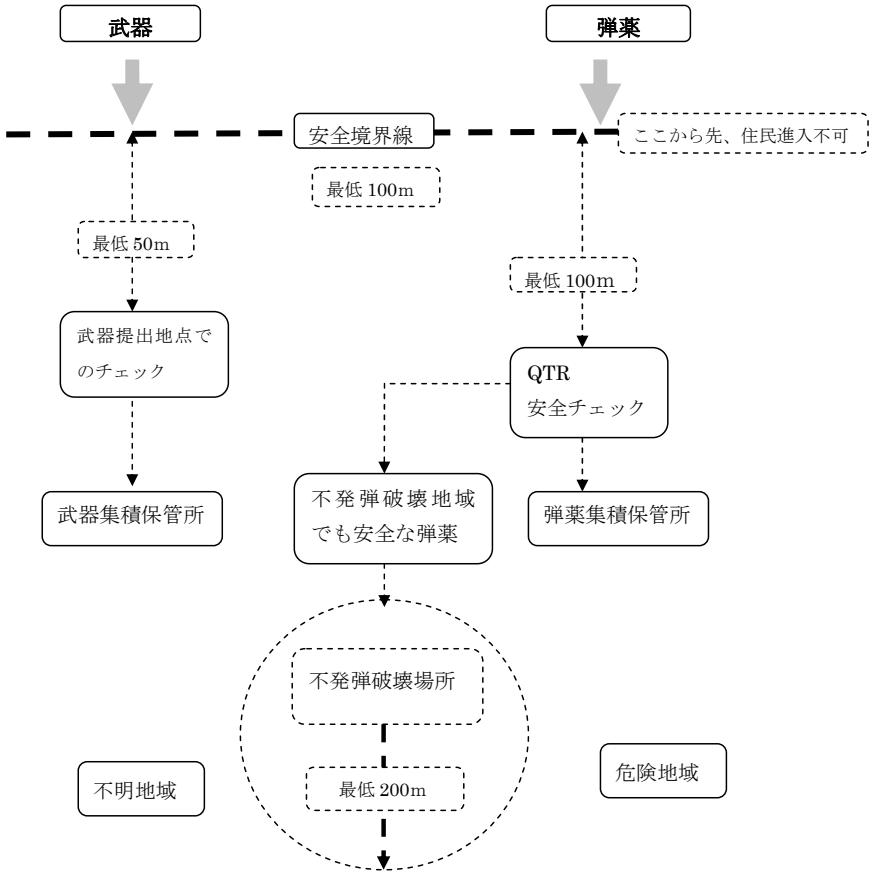 武器
弾薬
安全境界線
ここから先、住民進入不可
最低 100m
最低 50m
最低 100m
武器提出地点で
のチェック
QTR
安全チェック
武器集積保管所
不発弾破壊地域
でも安全な弾薬
弾薬集積保管所
不発弾破壊場所
不明地域
最低 200m
危険地域